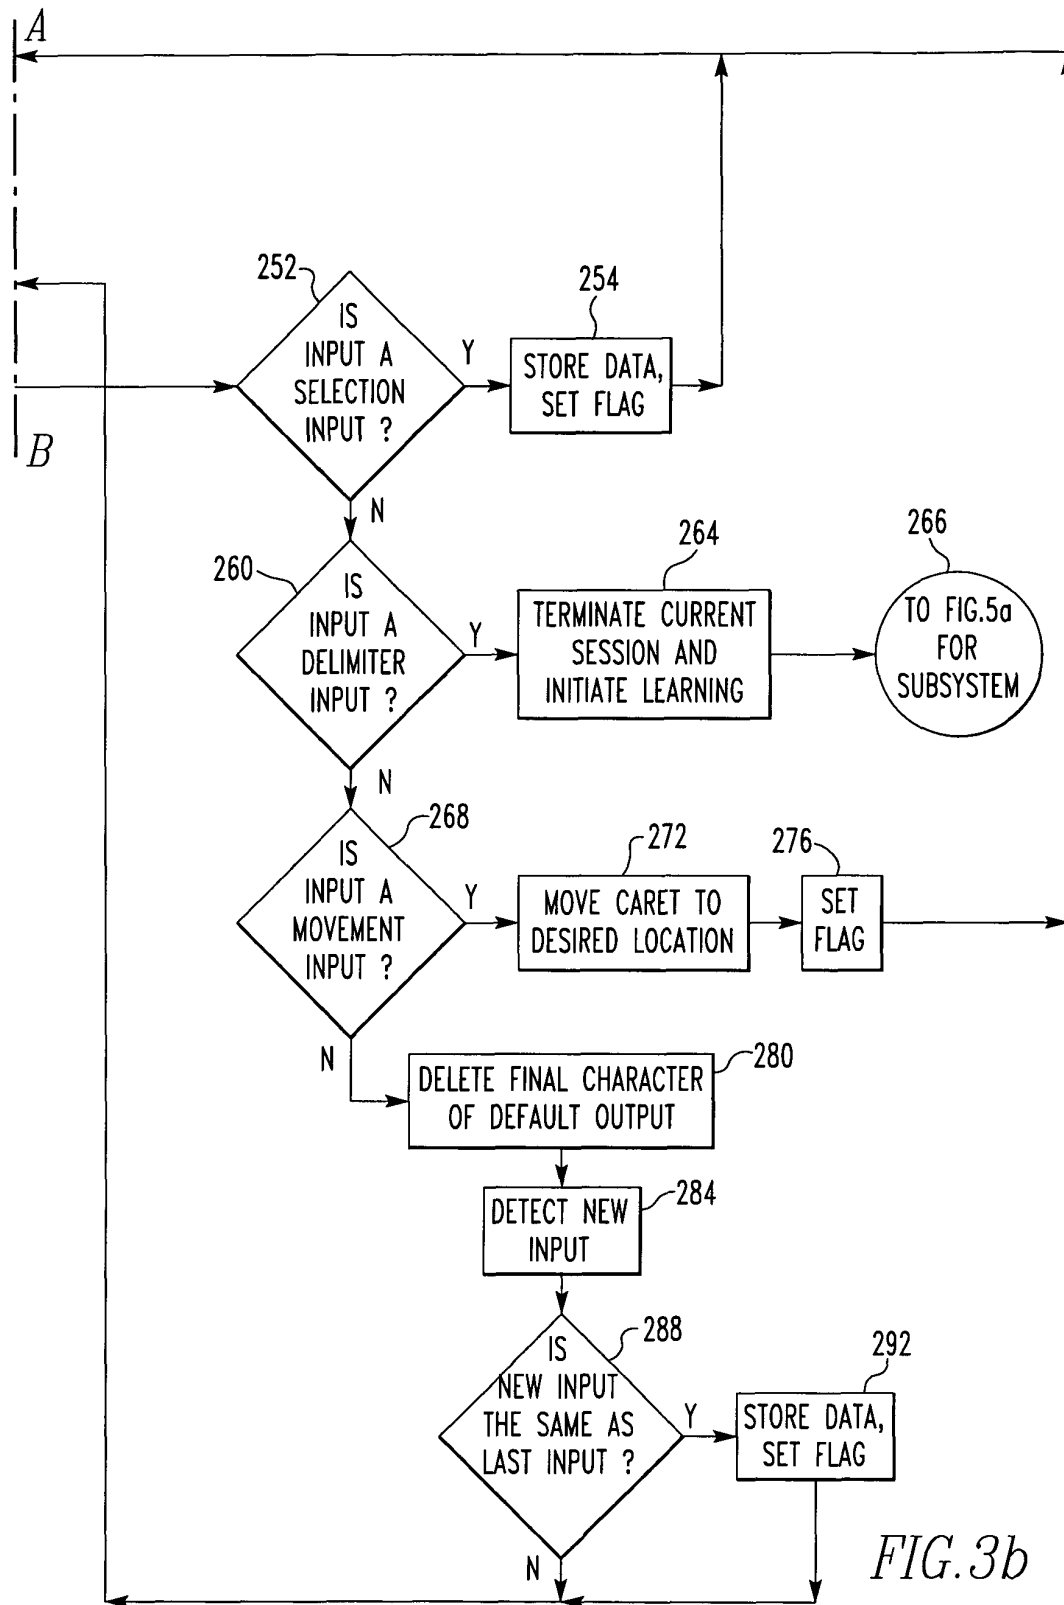 A
252
IS
INPUT A
SELECTION
INPUT ?
Y
254
STORE DATA,
SET FLAG
B
N
260
IS
INPUT A
DELIMITER
INPUT ?
Y
264
TERMINATE CURRENT
SESSION AND
INITIATE LEARNING
266
TO FIG.5a
FOR
SUBSYSTEM
N
268
IS
INPUT A
MOVEMENT
INPUT ?
Y
272
MOVE CARET TO
DESIRED LOCATION
276
SET
FLAG
N
280
DELETE FINAL CHARACTER
OF DEFAULT OUTPUT
284
DETECT NEW
INPUT
288
IS
NEW INPUT
THE SAME AS
LAST INPUT ?
Y
292
STORE DATA,
SET FLAG
N
FIG.3b